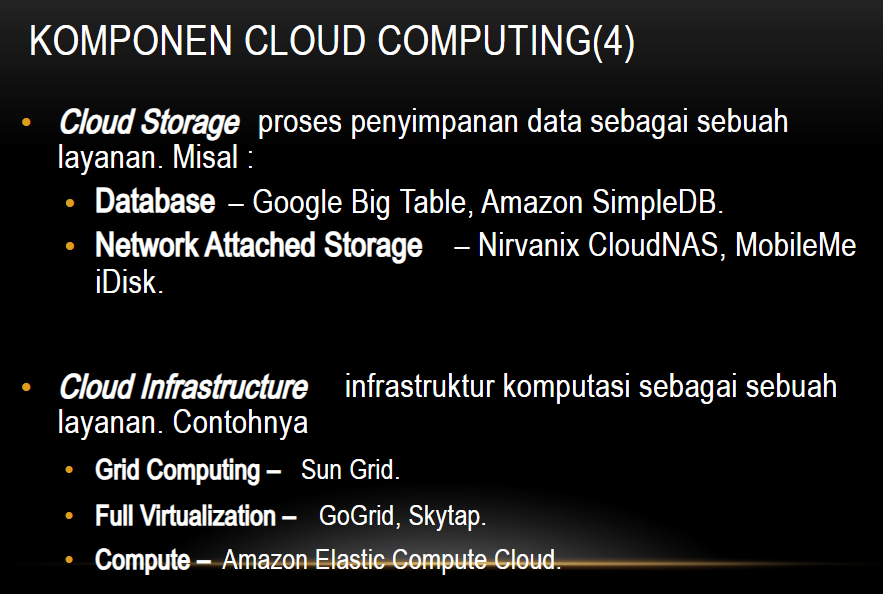 KOMPONEN CLOUD COMPUTING(4)
• Cloud Storage proses penyimpanan data sebagai sebuah
layanan. Misal :
• Database – Google Big Table, Amazon SimpleDB.
• Network Attached Storage – Nirvanix CloudNAS, MobileMe
iDisk.
• Cloud Infrastructure infrastruktur komputasi sebagai sebuah
layanan. Contohnya
• Grid Computing – Sun Grid.
• Full Virtualization – GoGrid, Skytap.
• Compute – Amazon Elastic Compute Cloud.